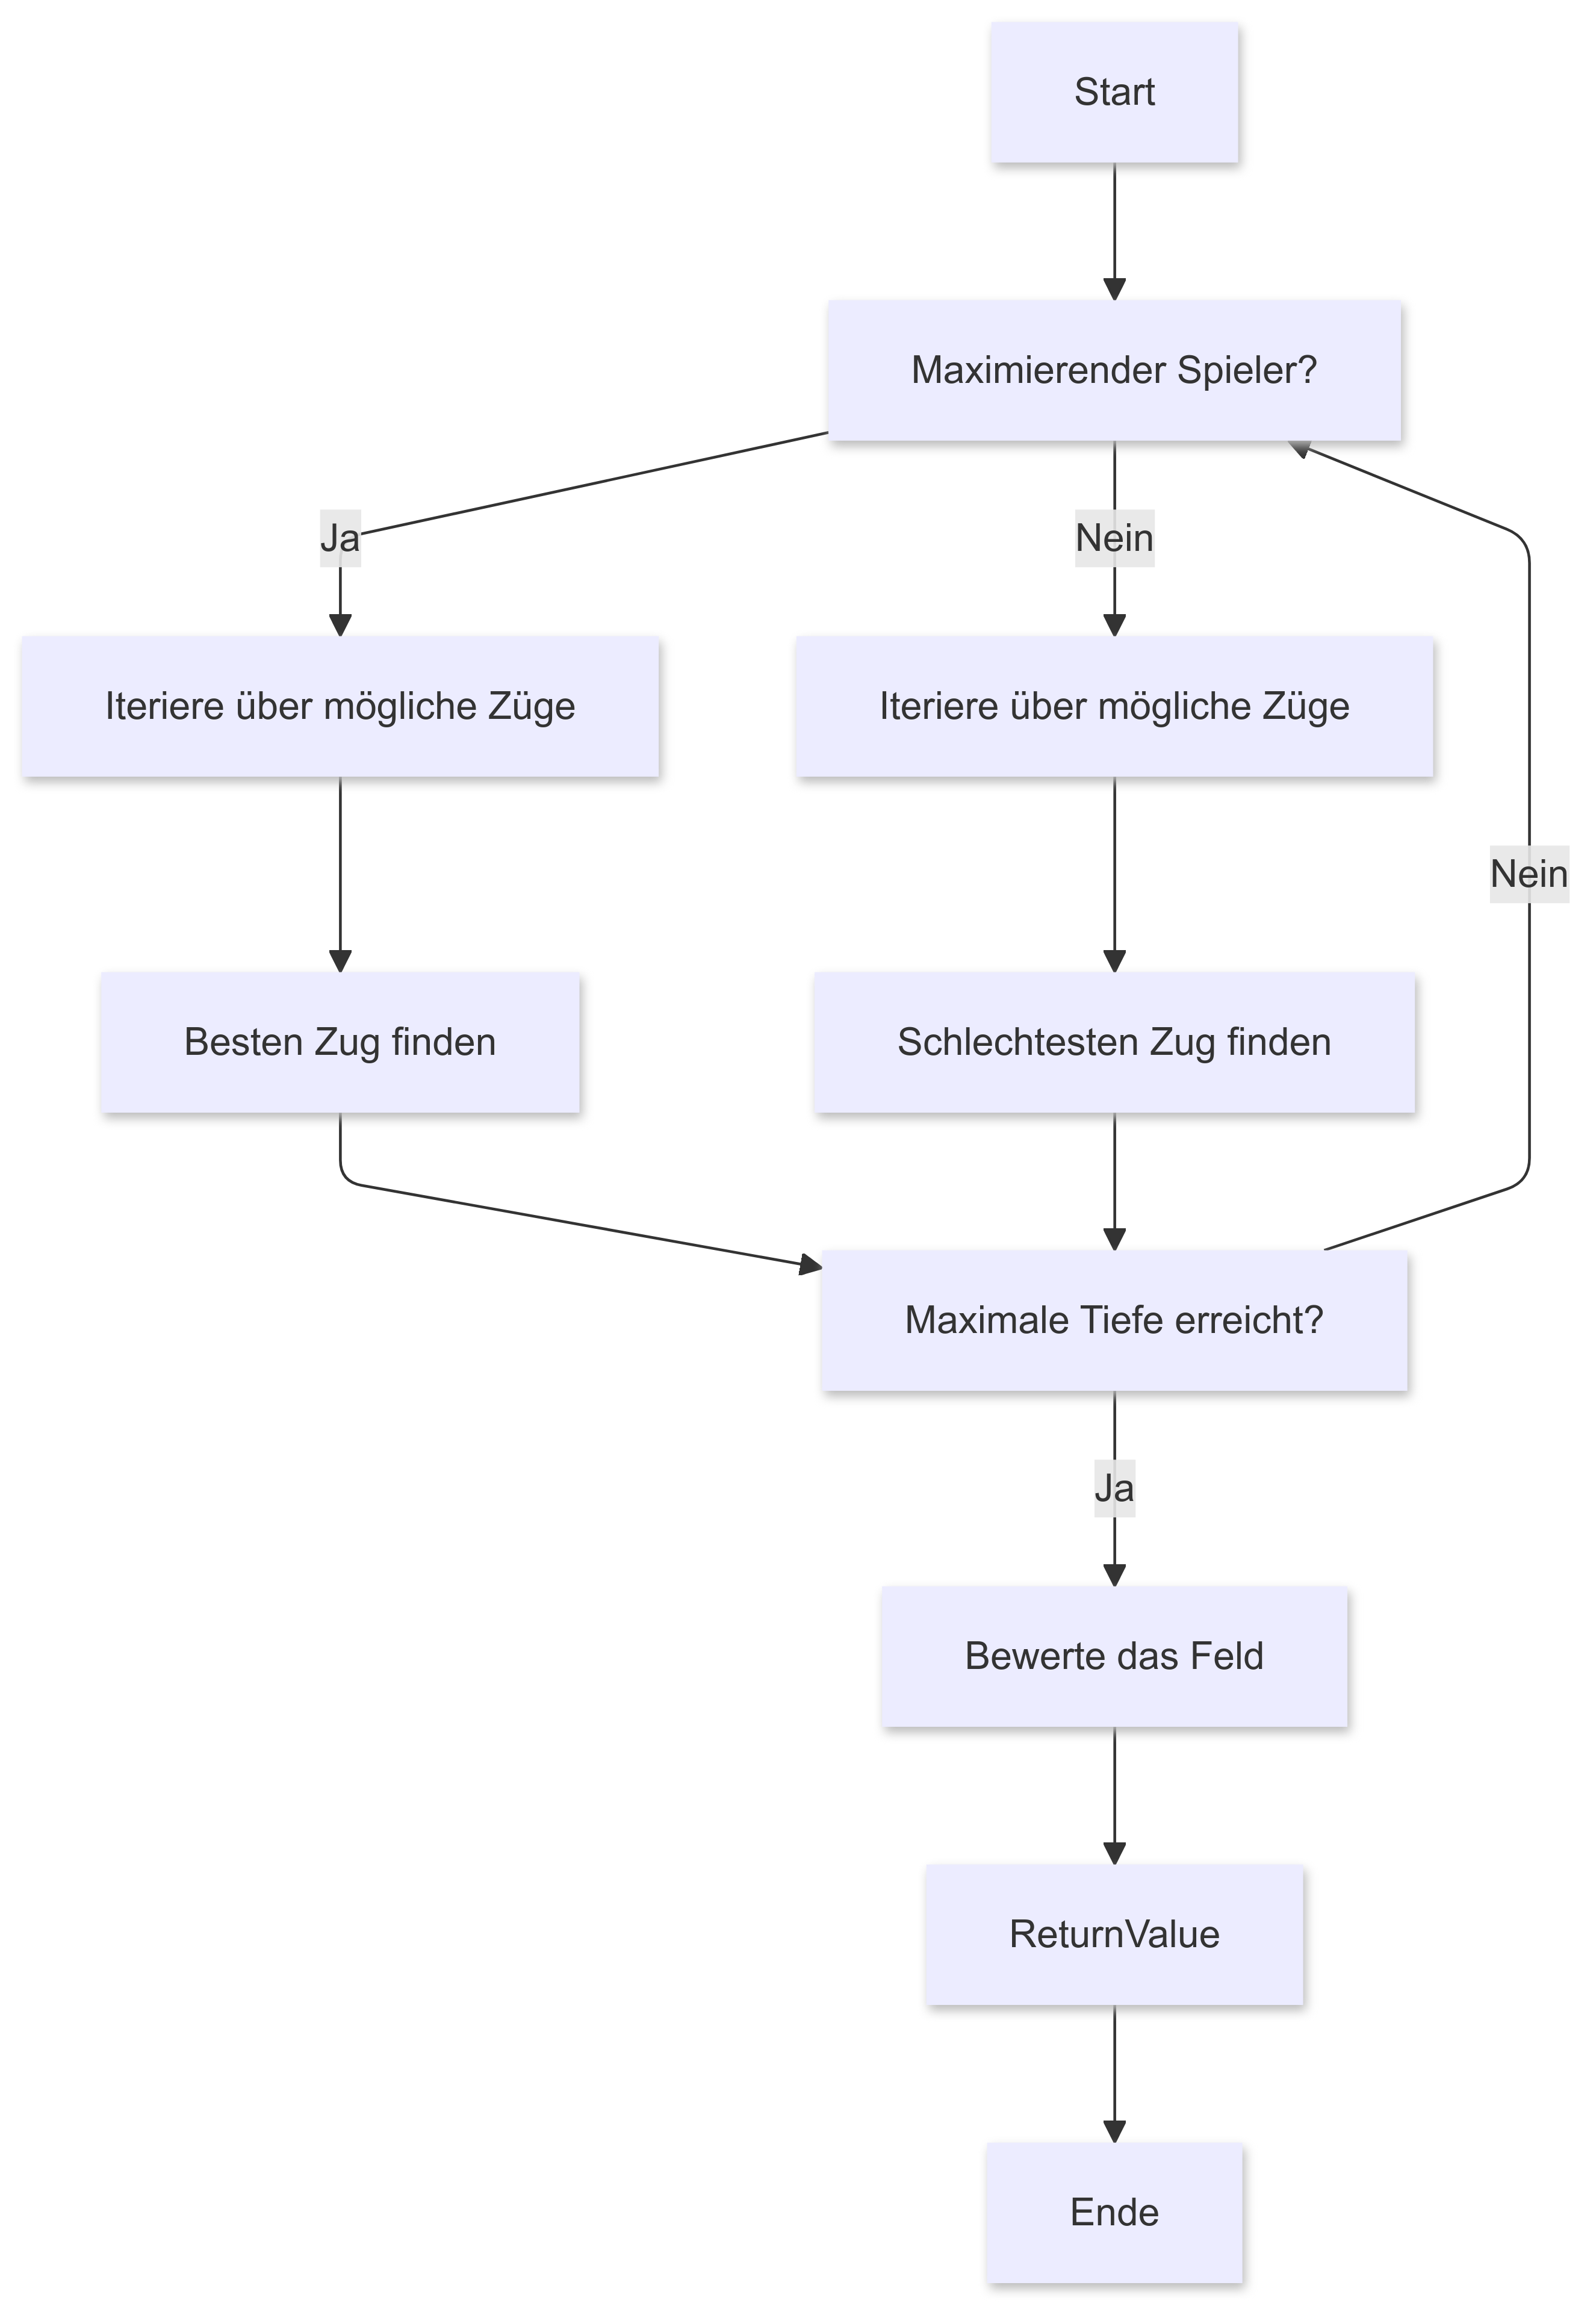 Start
Maximierender Spieler?
Ja
Nein
Iteriere über mögliche Züge
Iteriere über mögliche Züge
Nein
Besten Zug finden
Schlechtesten Zug finden
Maximale Tiefe erreicht?
Ja
Bewerte das Feld
ReturnValue
Ende